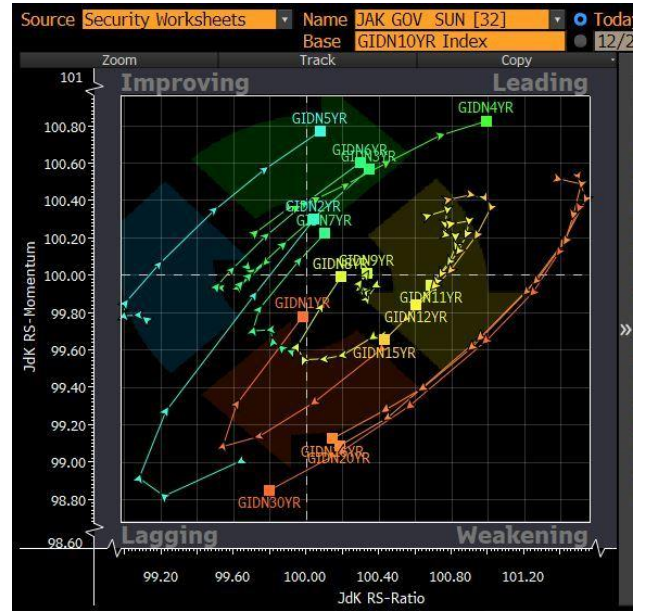 Source Security Worksheets Name JAK GOV SUN [32] Toda
Base GIDN10YR Index 12/2
Zoom Track Copy
101
Improving Leading
GIDN4YR
100.80
GIDN5YR
GIDN6YR
GIDN3YR
100.60
100.40
GIDN2YR
GIDN7YR
100.20
GIDN8YR GIDN9YR
100.00
GIDN11YR
GIDN1YR
GIDN12YR
99.80
99.60
GIDN15YR
99.40
99.20
GIDN20YR
99.00
98.80
GIDN30YR
98.60
Lagging Weakening
JdK RS-Momentum
99.20 99.60 100.00 100.40 100.80 101.20
JdK RS-Ratio
»